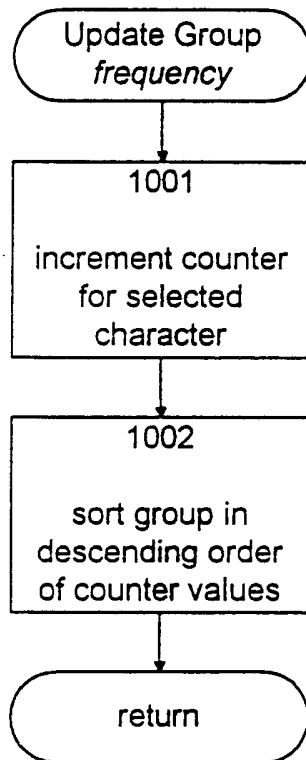 Update Group
frequency
1001
increment counter
for selected
character
1002
sort group in
descending order
of counter values
return